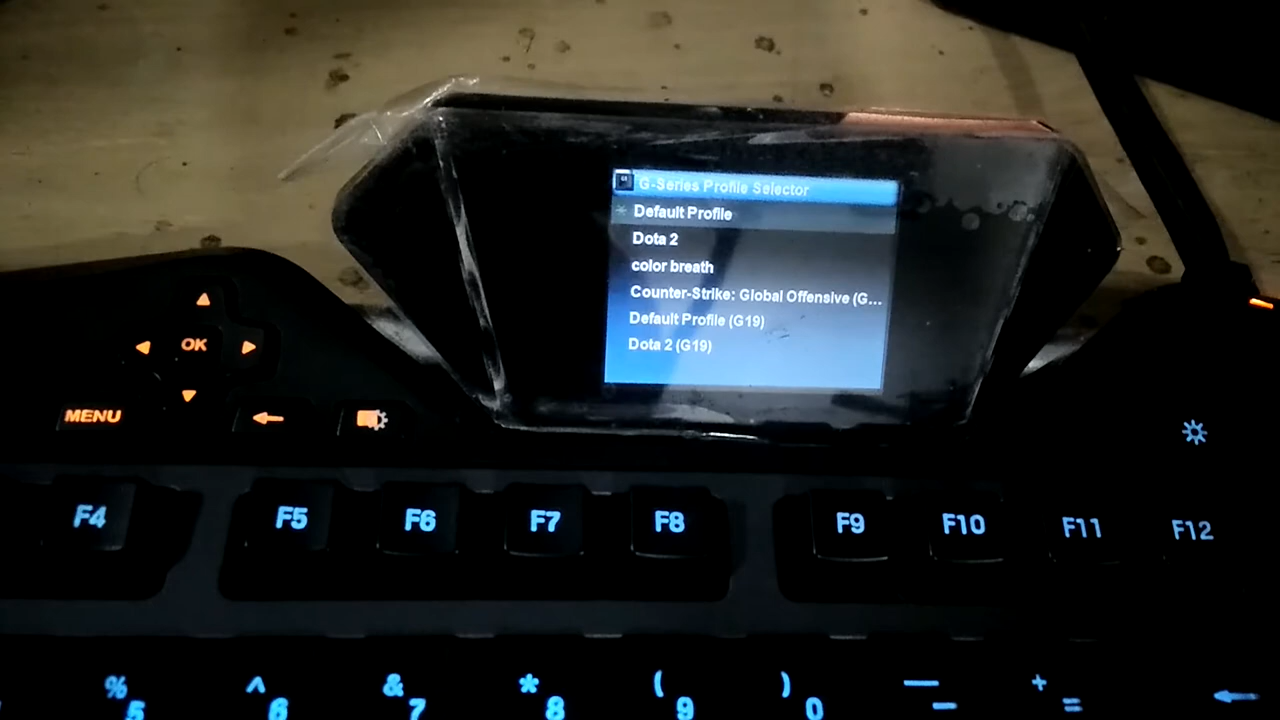 G-Series Profile Selector
Default Profile
Dota 2
color breath
Counter-Strike: Global Offensive (G...
Default Profile (G19)
Dota 2 (G19)
OK
MENU
F4 F5 F6 F7 F8 F9 F10 F11 F12
% ^ & * ( ) — +
5 6 7 8 9 0 - =